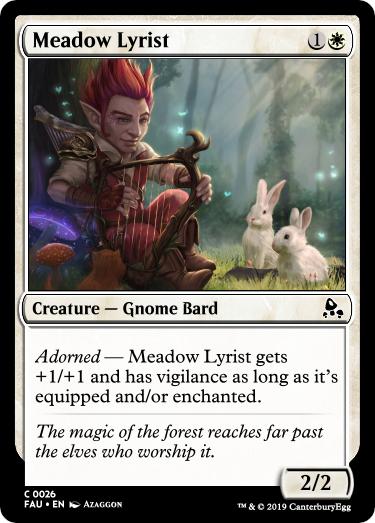 Meadow Lyrist 1
Creature — Gnome Bard
Adorned — Meadow Lyrist gets
+1/+1 and has vigilance as long as it's
equipped and/or enchanted.
The magic of the forest reaches far past
the elves who worship it.
2/2
C 0026
FAU • EN Azaggon
™ & © 2019 CanterburyEgg